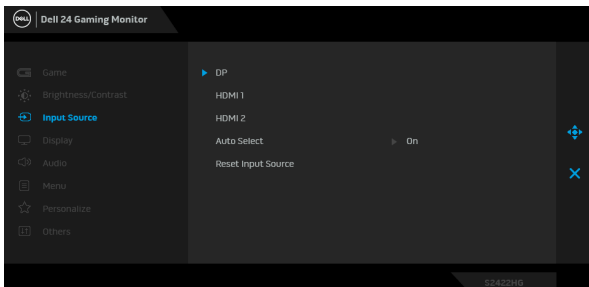 DELL
Dell 24 Gaming Monitor
Game
Brightness/Contrast
Input Source
Display
Audio
Menu
Personalize
Others
DP
HDMI 1
HDMI 2
Auto Select On
Reset Input Source
S2422HG